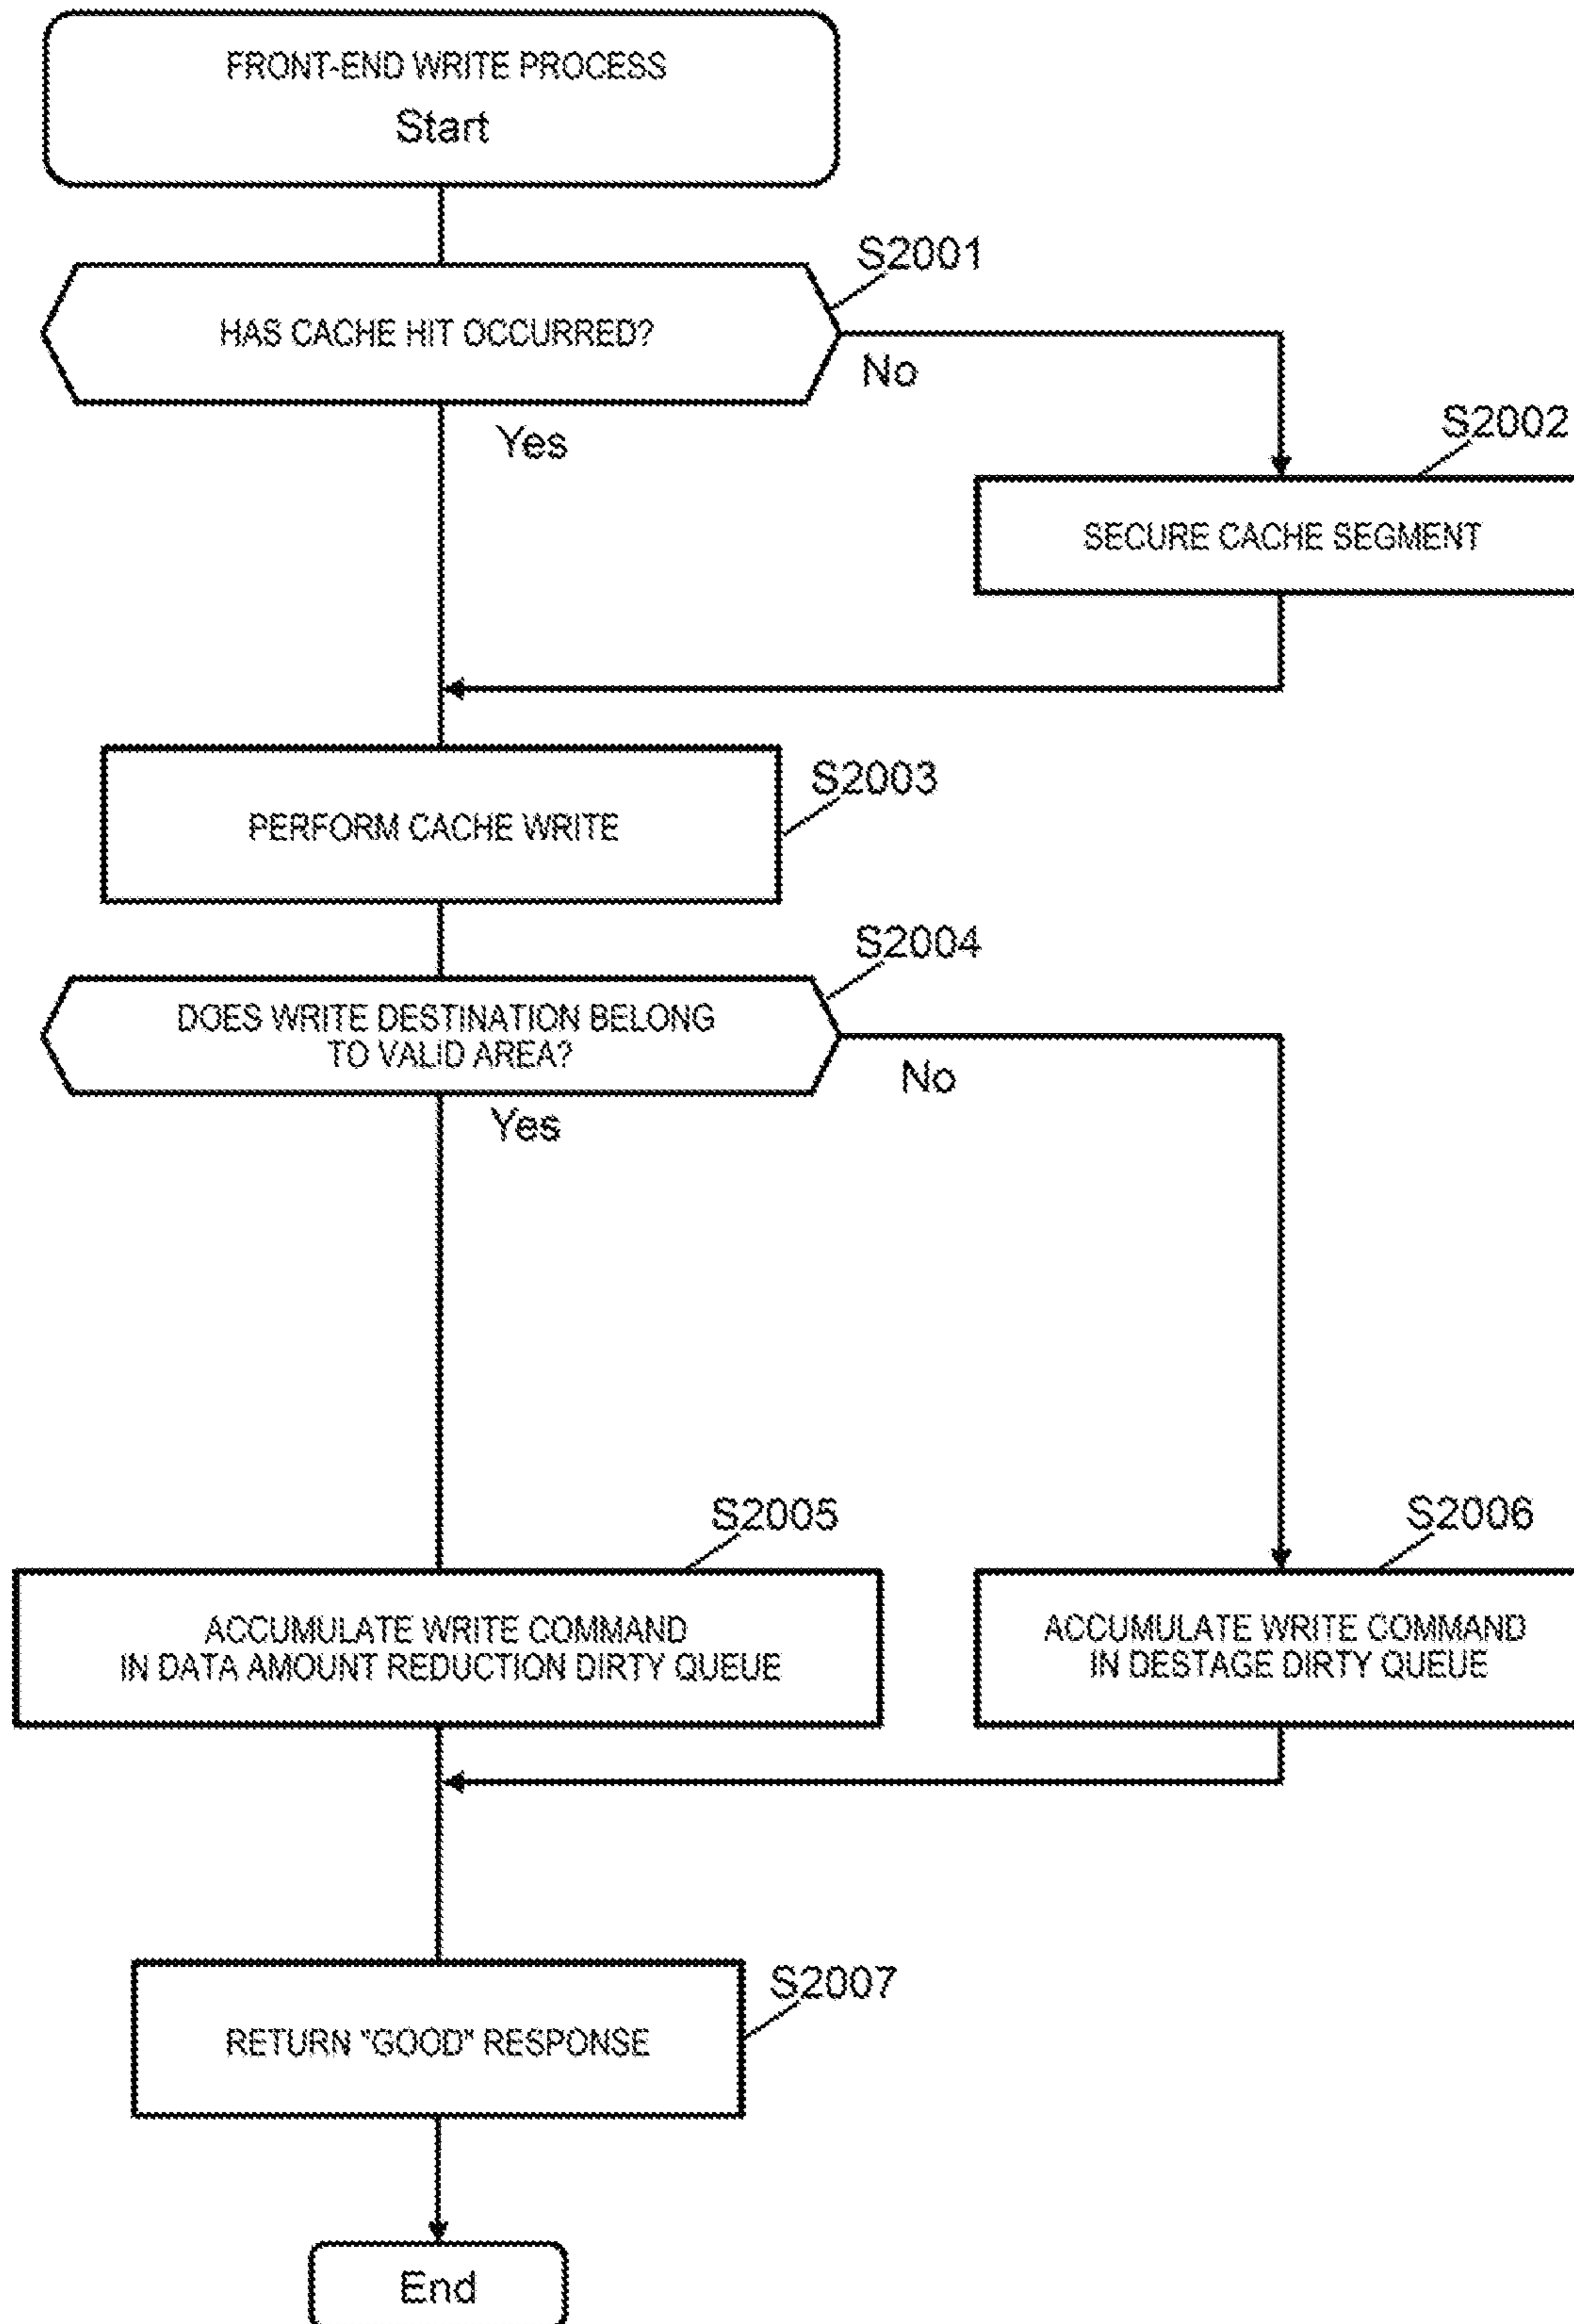 FRONT-END WRITE PROCESS
Start
S2001
HAS CACHE HIT OCCURRED?
No
Yes
S2002
SECURE CACHE SEGMENT
S2003
PERFORM CACHE WRITE
S2004
DOES WRITE DESTINATION BELONG
TO VALID AREA?
No
Yes
S2005
ACCUMULATE WRITE COMMAND
IN DATA AMOUNT REDUCTION DIRTY QUEUE
S2006
ACCUMULATE WRITE COMMAND
IN DESTAGE DIRTY QUEUE
S2007
RETURN "GOOD" RESPONSE
End